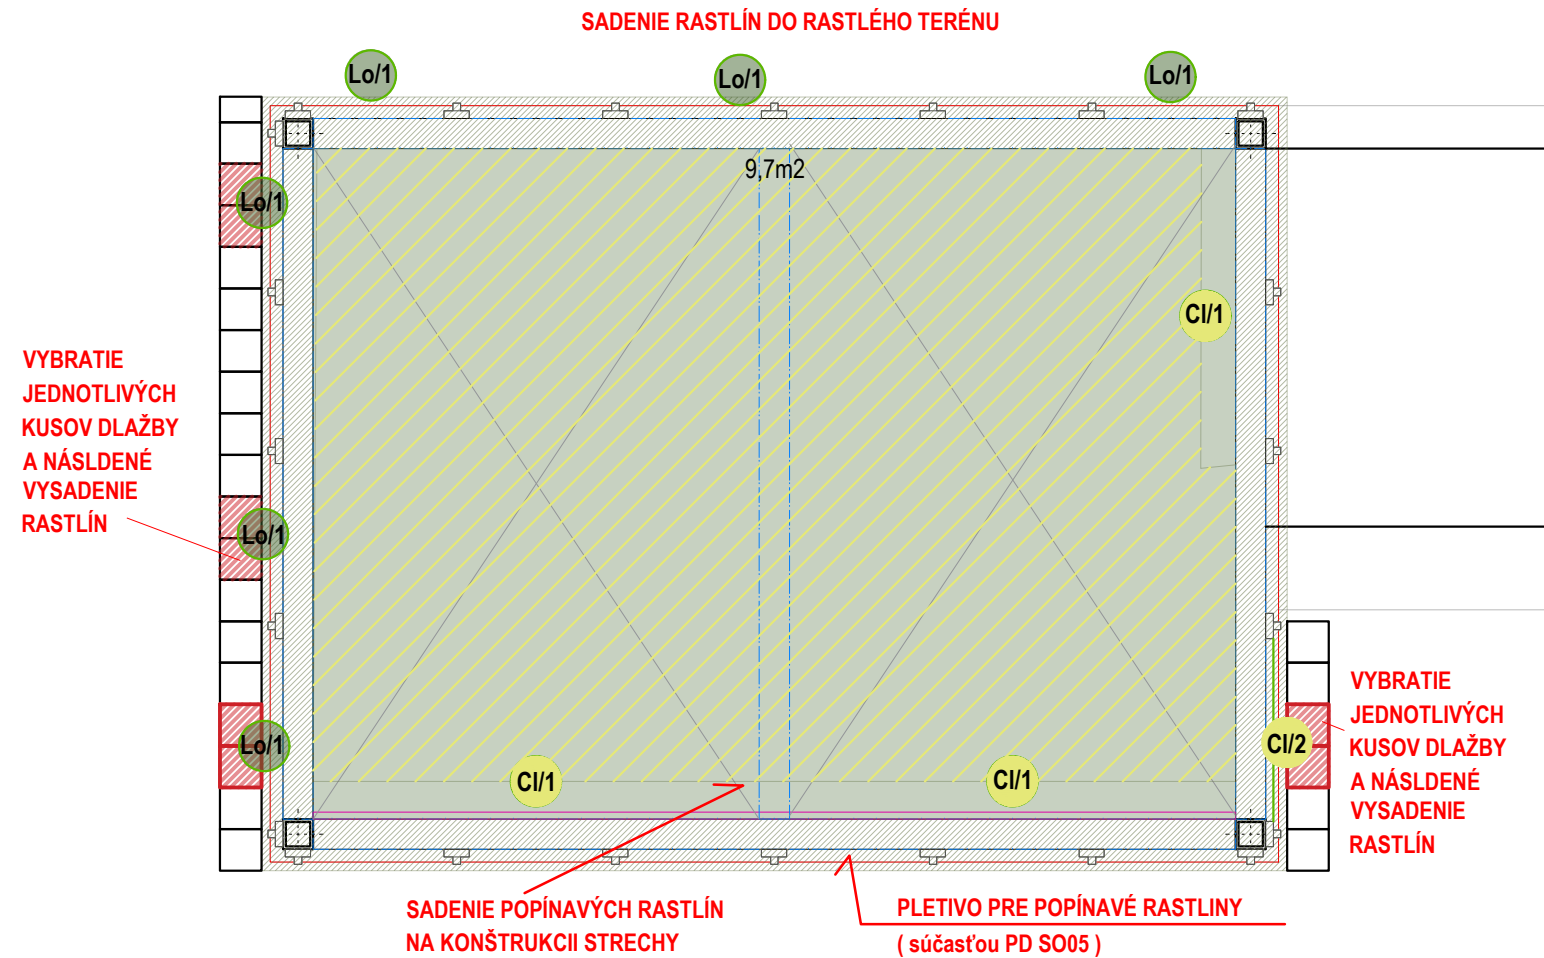 SADENIE RASTLÍN DO RASTLÉHO TERÉNU
Lo/1
Lo/1
Lo/1
9,7m2
Lo/1
Cl/1
VYBRATIE
JEDNOTLIVÝCH
KUSOV DLAŽBY
A NÁSLDENÉ
VYSADENIE
RASTLÍN
Lo/1
Lo/1
Cl/1
Cl/1
Cl/2
VYBRATIE
JEDNOTLIVÝCH
KUSOV DLAŽBY
A NÁSLDENÉ
VYSADENIE
RASTLÍN
SADENIE POPÍNAVÝCH RASTLÍN
NA KONŠTRUKCII STRECHY
PLETIVO PRE POPÍNAVÉ RASTLINY
( súčasťou PD SO05 )